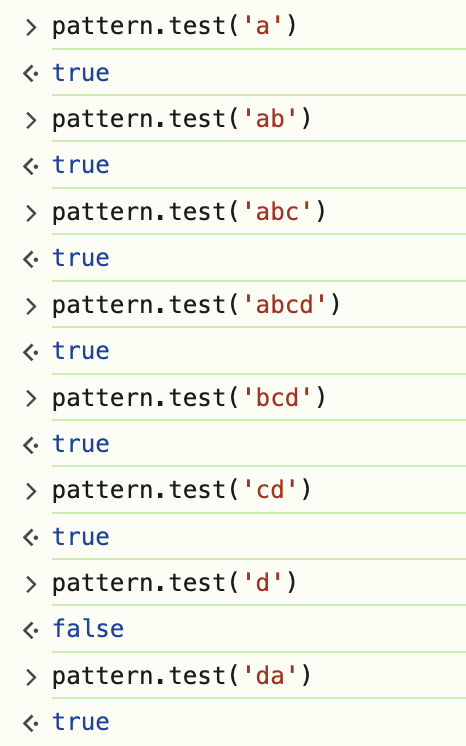 > pattern.test('a')
<· true
> pattern.test('ab')
<· true
> pattern.test('abc')
<· true
> pattern.test('abcd')
<· true
> pattern.test('bcd')
<· true
> pattern.test('cd')
<· true
> pattern.test('d')
<· false
> pattern.test('da')
<· true